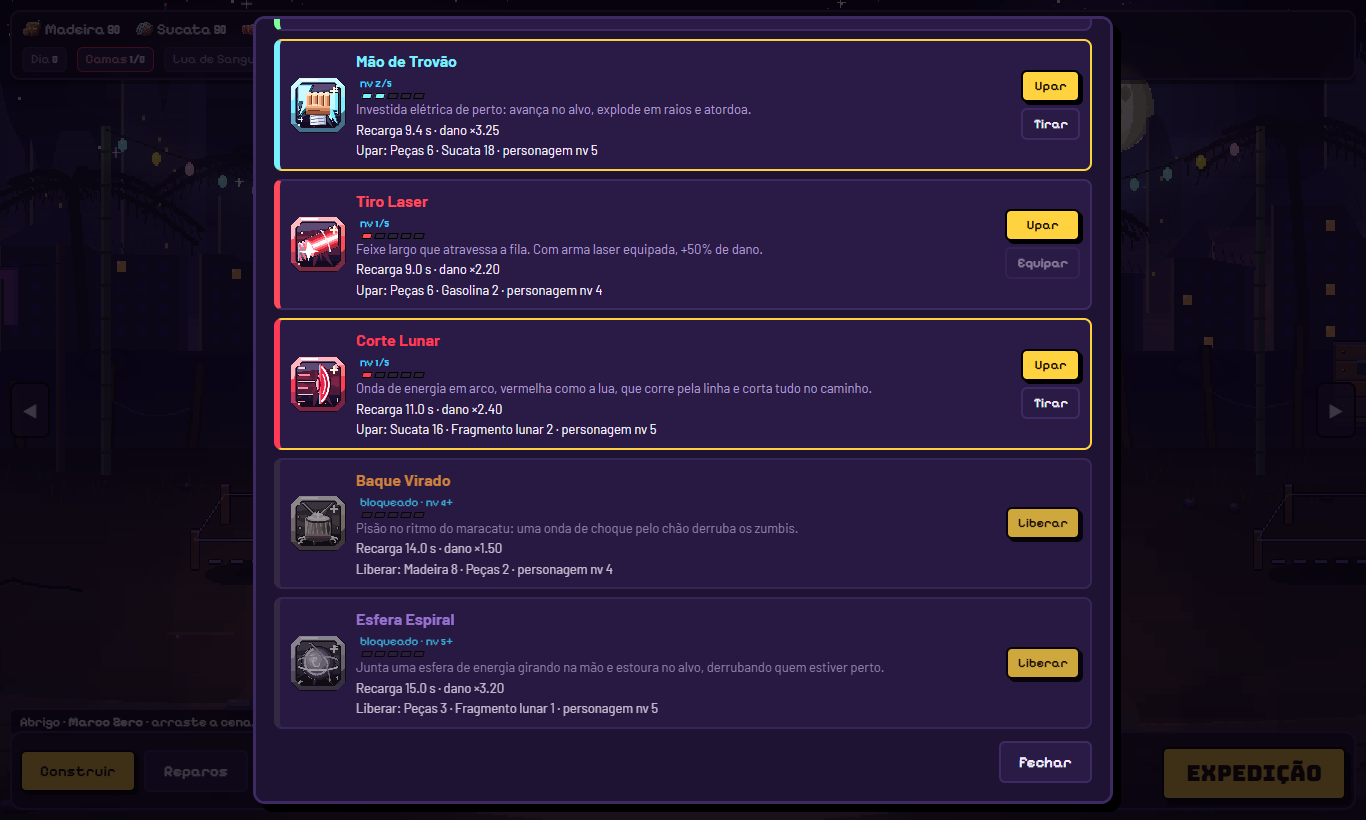 Madeira 90 Sucata 90
Dia 0 Camas 1/0 Lua de Sangu
Mão de Trovão
nv 2/5
Investida elétrica de perto: avança no alvo, explode em raios e atordoa.
Recarga 9.4 s · dano ×3.25
Upar: Peças 6 · Sucata 18 · personagem nv 5
Upar
Tirar
Tiro Laser
nv 1/5
Feixe largo que atravessa a fila. Com arma laser equipada, +50% de dano.
Recarga 9.0 s · dano ×2.20
Upar: Peças 6 · Gasolina 2 · personagem nv 4
Upar
Equipar
Corte Lunar
nv 1/5
Onda de energia em arco, vermelha como a lua, que corre pela linha e corta tudo no caminho.
Recarga 11.0 s · dano ×2.40
Upar: Sucata 16 · Fragmento lunar 2 · personagem nv 5
Upar
Tirar
Baque Virado
bloqueado · nv 4+
Pisão no ritmo do maracatu: uma onda de choque pelo chão derruba os zumbis.
Recarga 14.0 s · dano ×1.50
Liberar: Madeira 8 · Peças 2 · personagem nv 4
Liberar
Esfera Espiral
bloqueado · nv 5+
Junta uma esfera de energia girando na mão e estoura no alvo, derrubando quem estiver perto.
Recarga 15.0 s · dano ×3.20
Liberar: Peças 3 · Fragmento lunar 1 · personagem nv 5
Liberar
Fechar
Abrigo · Marco Zero · arraste a cena.
Construir Reparos
EXPEDIÇÃO